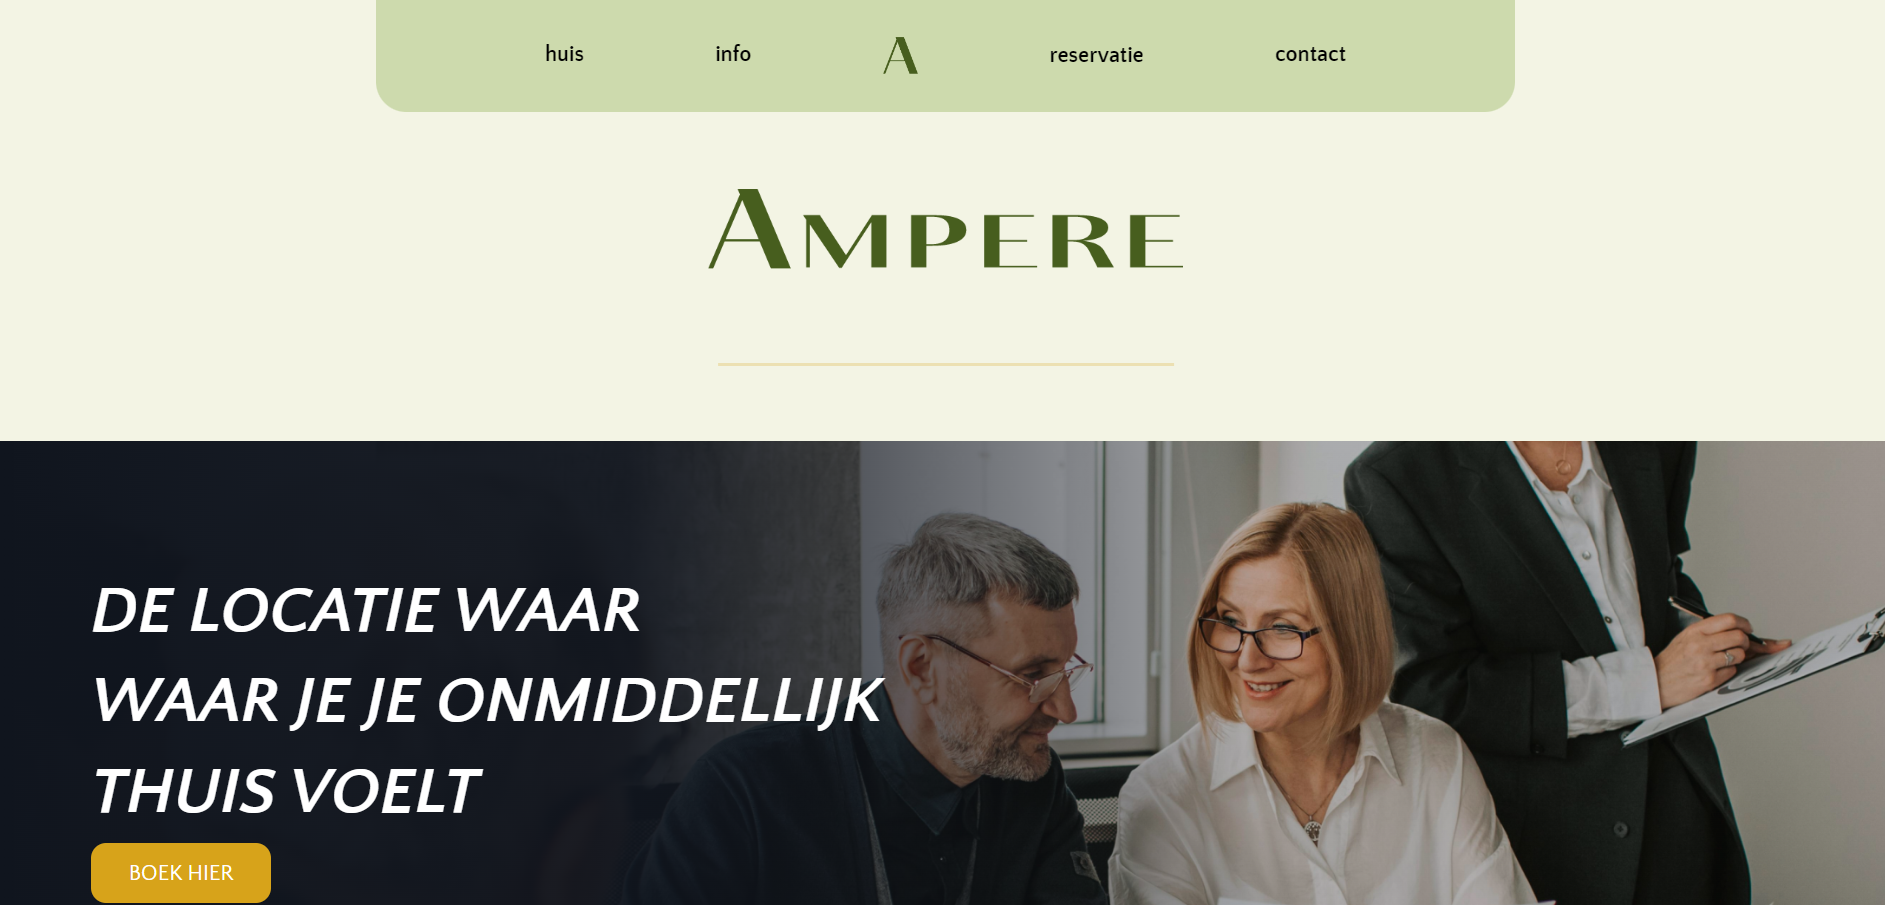 huis
info
A
reservatie
contact
AMPERE
DE LOCATIE WAAR
WAAR JE JE ONMIDDELLIJK
THUIS VOELT
BOEK HIER